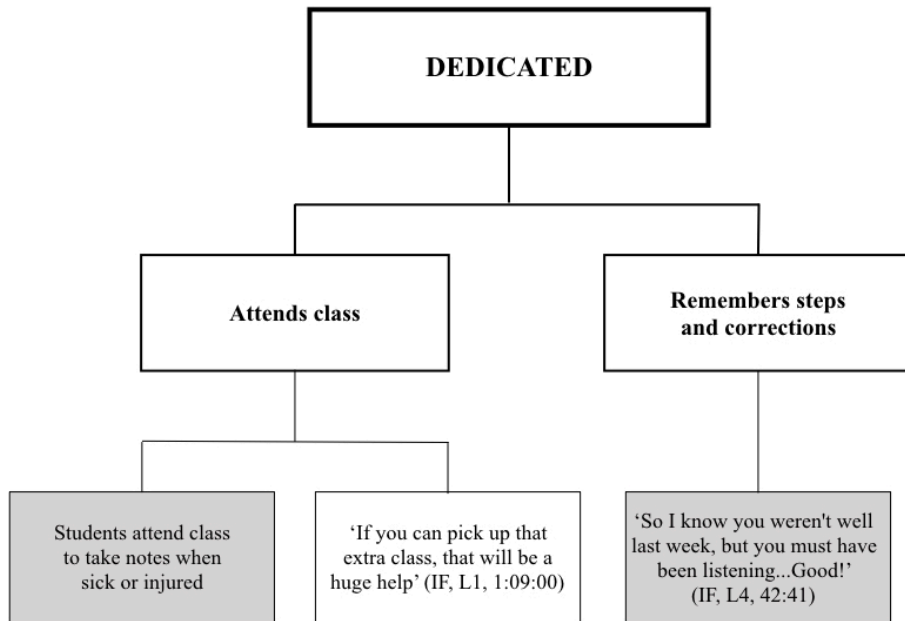 DEDICATED
Attends class
Remembers steps
and corrections
Students attend class
to take notes when
sick or injured
‘If you can pick up that
extra class, that will be a
huge help’ (IF, L1, 1:09:00)
‘So I know you weren't well
last week, but you must have
been listening...Good!’
(IF, L4, 42:41)